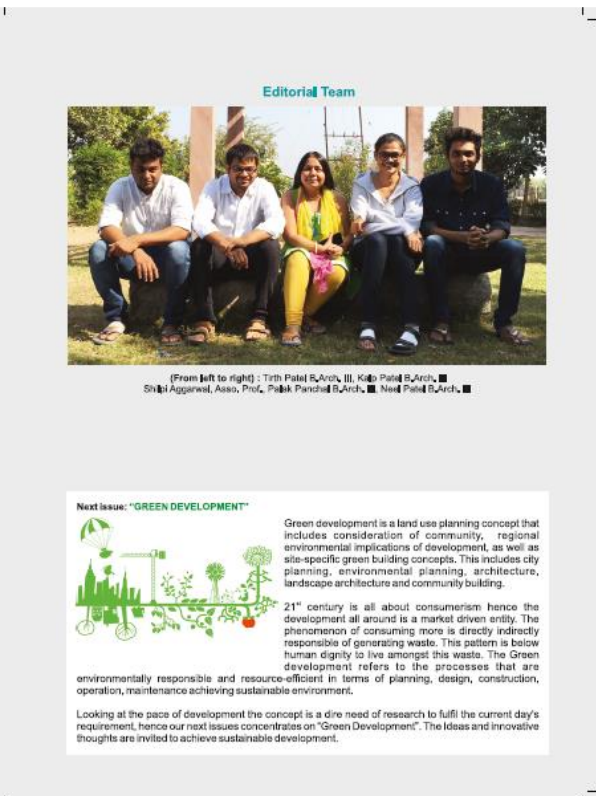 Editorial Team
(From left to right) : Tirth Patel B.Arch. III, Kalp Patel B.Arch.
Shilpi Aggarwal, Asso. Prof., Palak Panchal B.Arch. , Neel Patel B.Arch.
Next issue: “GREEN DEVELOPMENT”
Green development is a land use planning concept that
includes consideration of community, regional
environmental implications of development, as well as
site-specific green building concepts. This includes city
planning, environmental planning, architecture,
landscape architecture and community building.
21st century is all about consumerism hence the
development all around is a market driven entity. The
phenomenon of consuming more is directly indirectly
responsible of generating waste. This pattern is below
human dignity to live amongst this waste. The Green
development refers to the processes that are
environmentally responsible and resource-efficient in terms of planning, design, construction,
operation, maintenance achieving sustainable environment.
Looking at the pace of development the concept is a dire need of research to fulfil the current day's
requirement, hence our next issues concentrates on “Green Development”. The Ideas and innovative
thoughts are invited to achieve sustainable development.